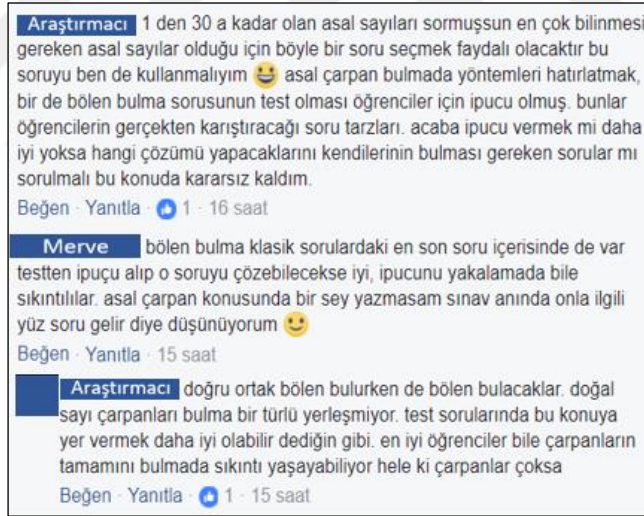 Araştırmacı 1 den 30 a kadar olan asal sayıları sormuşsun en çok bilinmesi
gereken asal sayılar olduğu için böyle bir soru seçmek faydalı olacaktır bu
soruyu ben de kullanmalıyım 😀 asal çarpan bulmada yöntemleri hatırlatmak,
bir de bölen bulma sorusunun test olması öğrenciler için ipucu olmuş. bunlar
öğrencilerin gerçekten karıştıracağı soru tarzları. acaba ipucu vermek mi daha
iyi yoksa hangi çözümü yapacaklarını kendilerinin bulması gereken sorular mı
sorulmalı bu konuda kararsız kaldım.
Beğen · Yanıtla · 1 · 16 saat
Merve bölen bulma klasik sorulardaki en son soru içerisinde de var
testten ipuçu alıp o soruyu çözebilecekse iyi, ipucunu yakalamada bile
sıkıntılılar. asal çarpan konusunda bir sey yazmasam sınav anında onla ilgili
yüz soru gelir diye düşünüyorum 🙂
Beğen · Yanıtla · 15 saat
Araştırmacı doğru ortak bölen bulurken de bölen bulacaklar. doğal
sayı çarpanları bulma bir türlü yerleşmiyor. test sorularında bu konuya
yer vermek daha iyi olabilir dediğin gibi. en iyi öğrenciler bile çarpanların
tamamını bulmada sıkıntı yaşayabiliyor hele ki çarpanlar çoksa
Beğen · Yanıtla · 1 · 15 saat